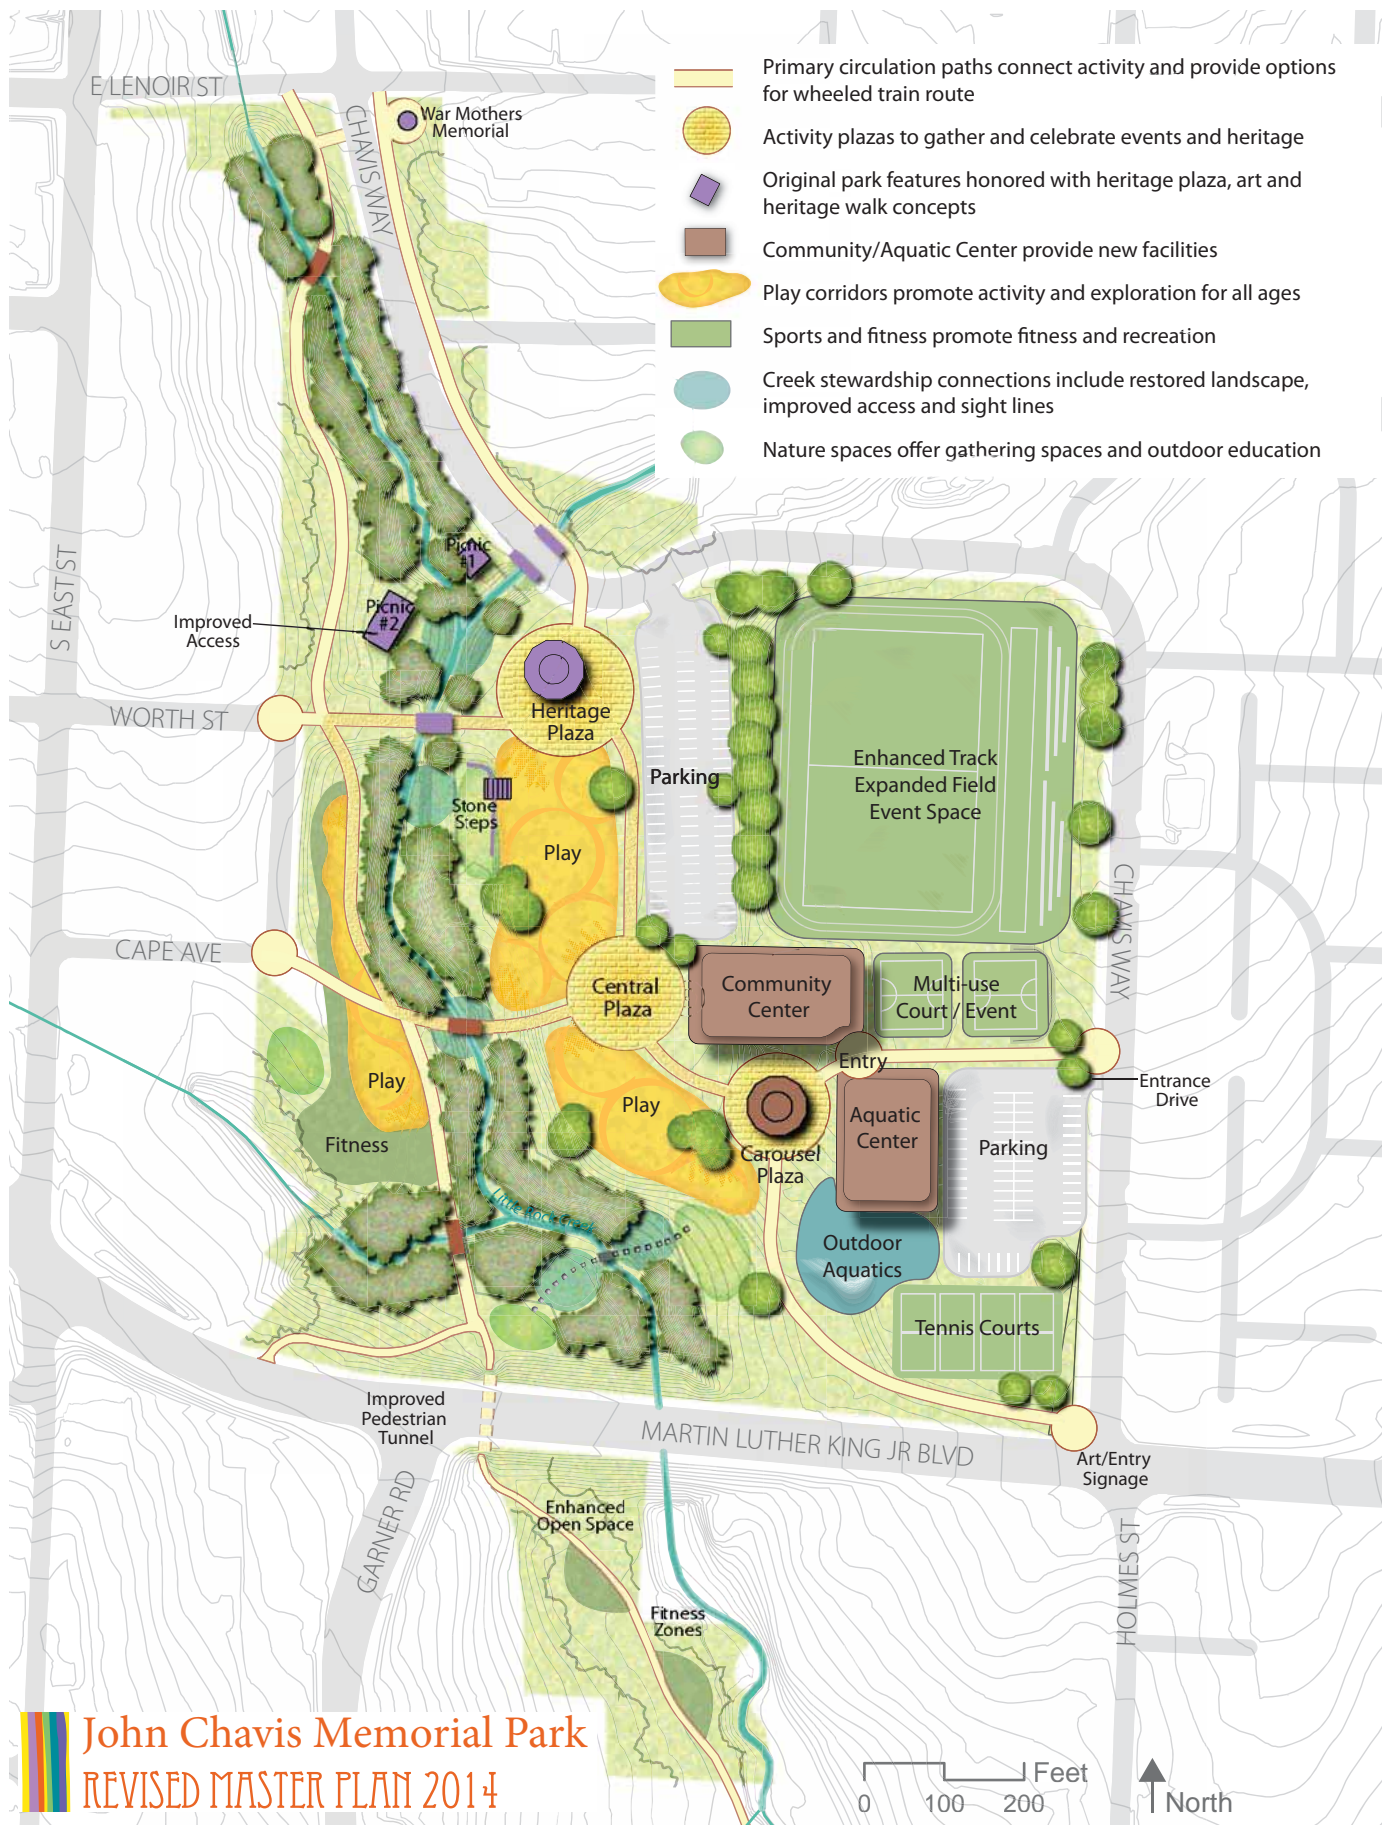 E LENOIR ST
CHAVIS WAY
War Mothers
Memorial
Primary circulation paths connect activity and provide options
for wheeled train route
Activity plazas to gather and celebrate events and heritage
Original park features honored with heritage plaza, art and
heritage walk concepts
Community/Aquatic Center provide new facilities
Play corridors promote activity and exploration for all ages
Sports and fitness promote fitness and recreation
Creek stewardship connections include restored landscape,
improved access and sight lines
Nature spaces offer gathering spaces and outdoor education
S EAST ST
Picnic
#1
Picnic
#2
Improved
Access
WORTH ST
Heritage
Plaza
Parking
Enhanced Track
Expanded Field
Event Space
Stone
Steps
Play
CHAVIS WAY
CAPE AVE
Central
Plaza
Community
Center
Multi-use
Court / Event
Entry
Entrance
Drive
Play
Play
Aquatic
Center
Parking
Fitness
Carousel
Plaza
Little Rock Creek
Outdoor
Aquatics
Tennis Courts
Improved
Pedestrian
Tunnel
MARTIN LUTHER KING JR BLVD
Art/Entry
Signage
GARNER RD
Enhanced
Open Space
HOLMES ST
Fitness
Zones
John Chavis Memorial Park
REVISED MASTER PLAN 2014
Feet
0 100 200
North